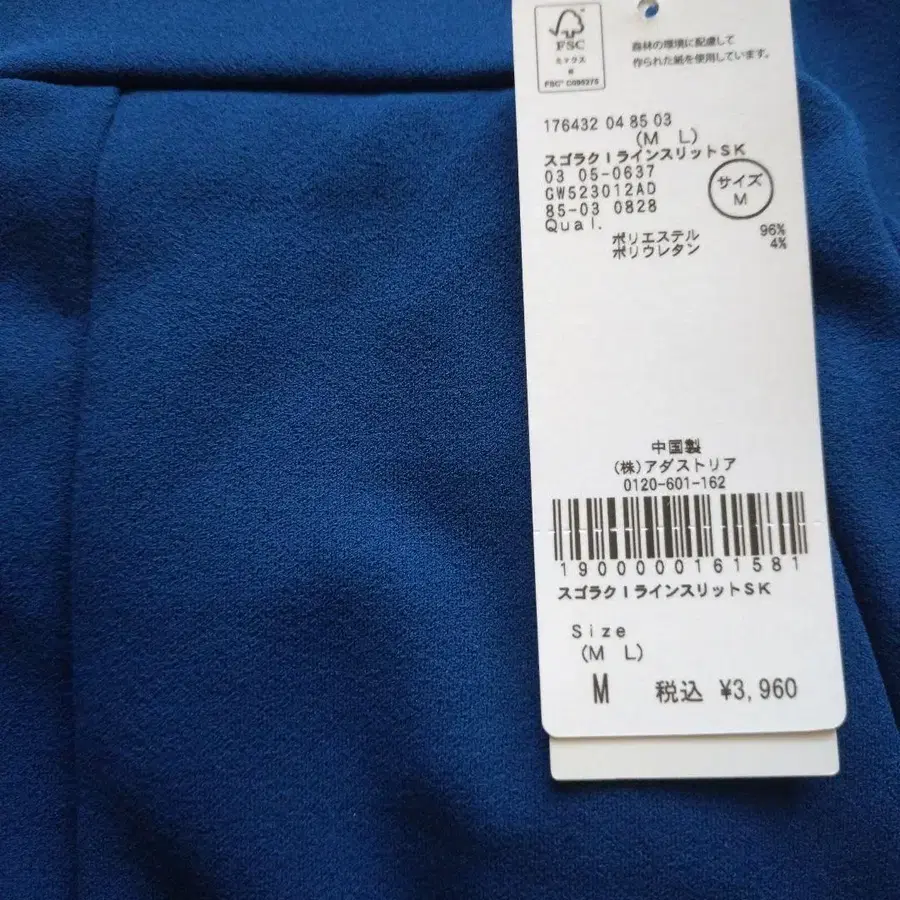 FSC
ミックス
紙
森林の環境に配慮して
作られた紙を使用しています。
176432 04 85 03
(M L)
スゴラクIラインスリットSK
03 05-0637
GW523012AD
85-03 0828
サイズ
M
Qual.
ポリエステル 96%
ポリウレタン 4%
中国製
(株)アダストリア
0120-601-162
1900000161581
スゴラクIラインスリットSK
Size
(M L)
M 税込 ¥3,960